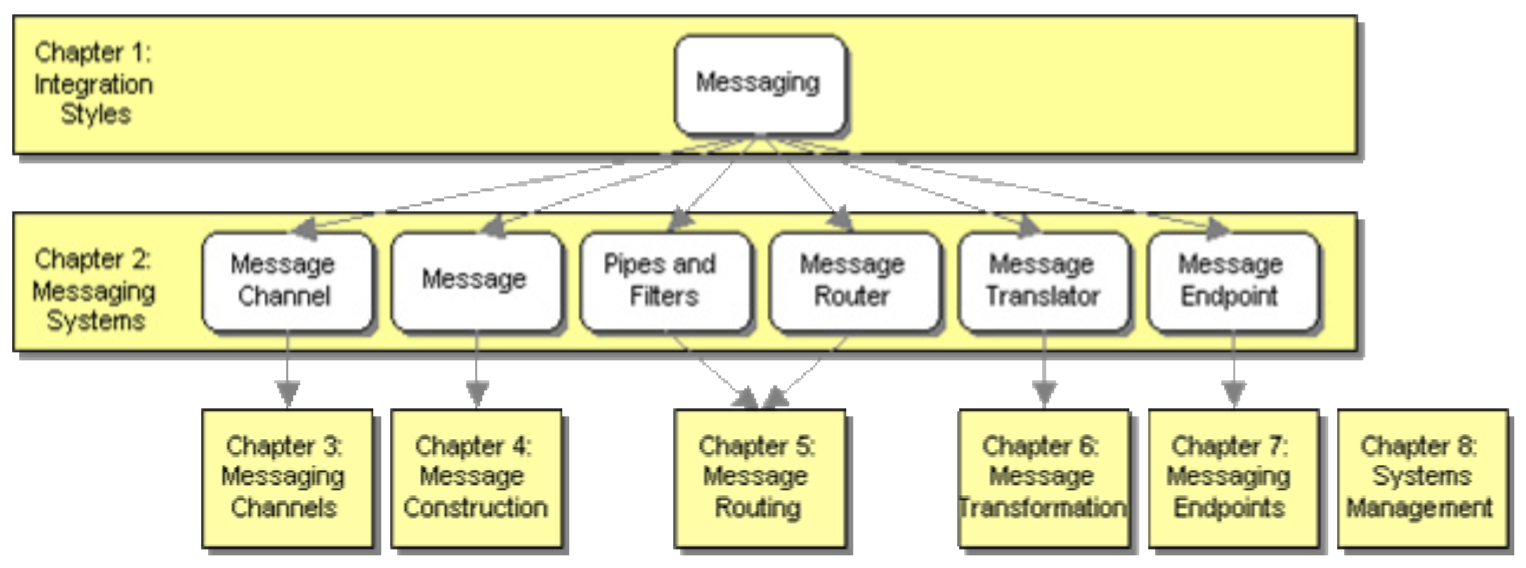 Chapter 1:
Integration
Styles
Messaging
Chapter 2:
Messaging
Systems
Message
Channel
Message
Pipes and
Filters
Message
Router
Message
Translator
Message
Endpoint
Chapter 3:
Messaging
Channels
Chapter 4:
Message
Construction
Chapter 5:
Message
Routing
Chapter 6:
Message
Transformation
Chapter 7:
Messaging
Endpoints
Chapter 8:
Systems
Management